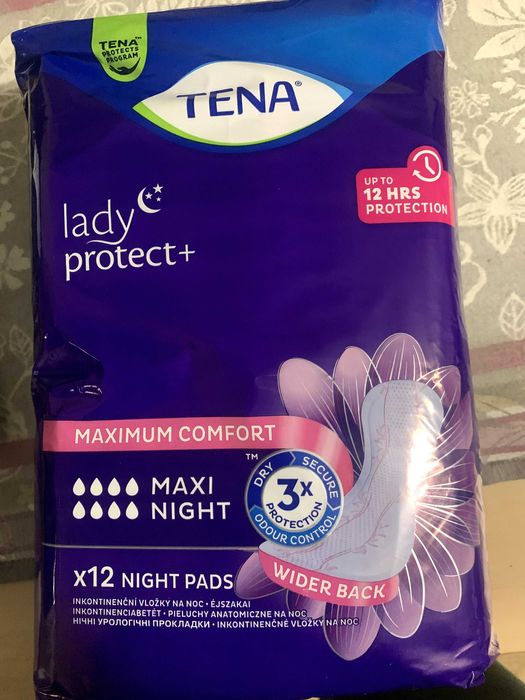 TENA™
PROTECTS
PROGRAM
TENA®
UP TO
12 HRS
PROTECTION
lady
protect+
MAXIMUM COMFORT
™
MAXI
NIGHT
DRY
SECURE
3X
PROTECTION
ODOUR CONTROL
X12 NIGHT PADS
WIDER BACK
INKONTINENČNÍ VLOŽKY NA NOC • ÉJSZAKAI
INKONTINENCIABETÉT • PIELUCHY ANATOMICZNE NA NOC
НІЧНІ УРОЛОГІЧНІ ПРОКЛАДКИ • INKONTINENČNÉ VLOŽKY NA NOC